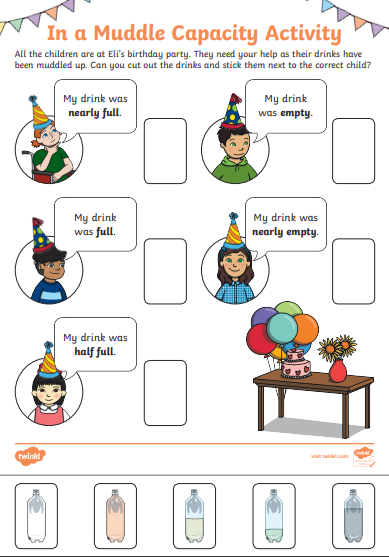 In a Muddle Capacity Activity
All the children are at Eli's birthday party. They need your help as their drinks have
been muddled up. Can you cut out the drinks and stick them next to the correct child?
My drink was
nearly full.
My drink
was empty.
My drink
was full.
My drink was
nearly empty.
My drink was
half full.
twinkl
visit twinkl.com